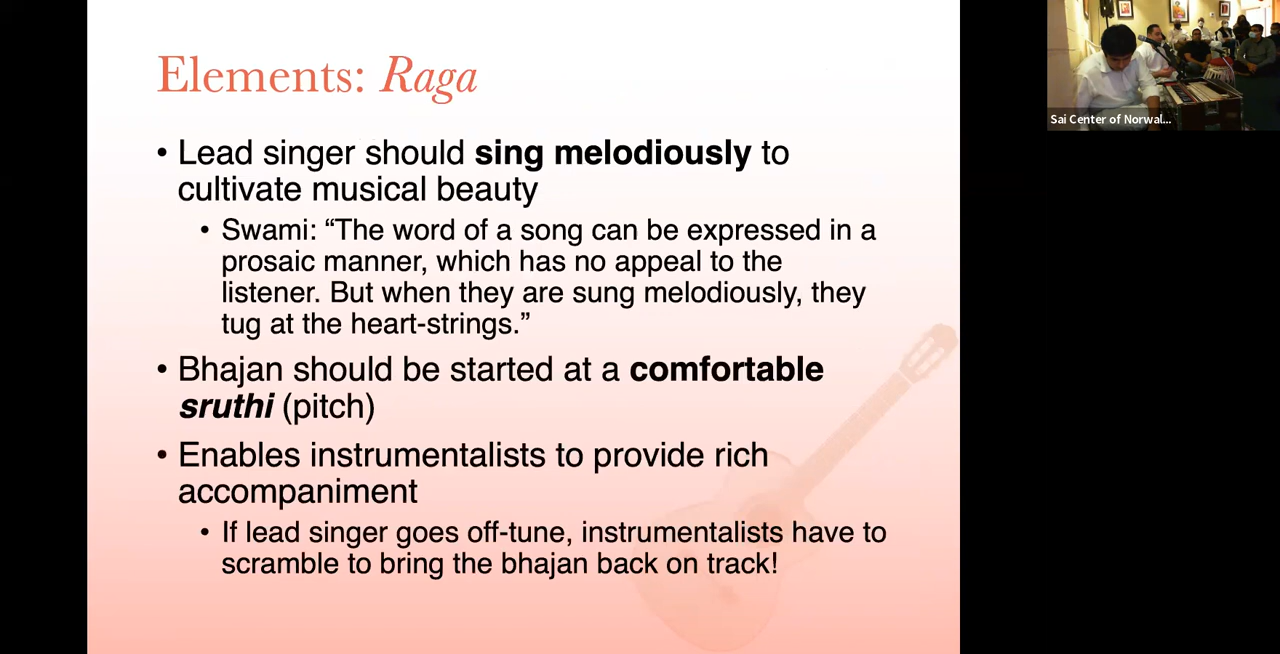 Elements: Raga
• Lead singer should sing melodiously to
cultivate musical beauty
• Swami: “The word of a song can be expressed in a
prosaic manner, which has no appeal to the
listener. But when they are sung melodiously, they
tug at the heart-strings.”
• Bhajan should be started at a comfortable
sruthi (pitch)
• Enables instrumentalists to provide rich
accompaniment
• If lead singer goes off-tune, instrumentalists have to
scramble to bring the bhajan back on track!
Sai Center of Norwal...